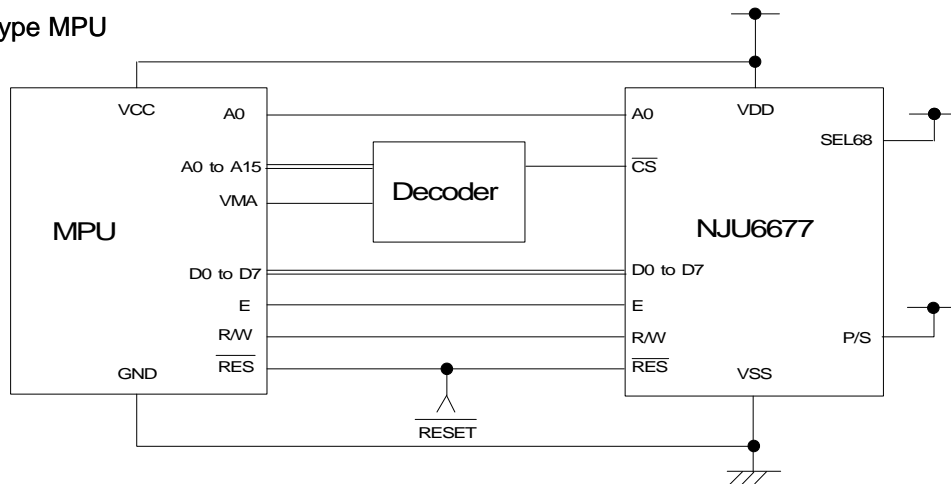 ype MPU
VCC
A0
A0 to A15
VMA
MPU
D0 to D7
E
R/W
RES
GND
Decoder
RESET
A0
VDD
SEL68
CS
NJU6677
D0 to D7
E
R/W
P/S
RES
VSS